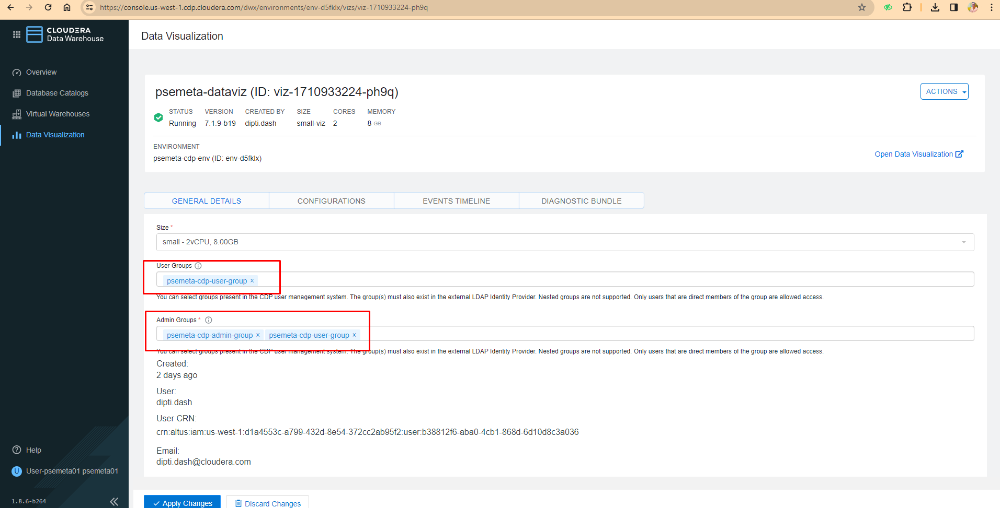 https://console.us-west-1.cdp.cloudera.com/dwx/environments/env-d5fklx/vizs/viz-1710933224-ph9q
CLOUDERA
Data Warehouse
Overview
Database Catalogs
Virtual Warehouses
Data Visualization
Help
U User-psemeta01 psemeta01
1.8.6-b264
Data Visualization
psemeta-dataviz (ID: viz-1710933224-ph9q)
ACTIONS
STATUS VERSION CREATED BY SIZE CORES MEMORY
Running 7.1.9-b19 dipti.dash small-viz 2 8 GB
ENVIRONMENT
psemeta-cdp-env (ID: env-d5fklx)
Open Data Visualization
GENERAL DETAILS CONFIGURATIONS EVENTS TIMELINE DIAGNOSTIC BUNDLE
Size *
small - 2vCPU, 8.00GB
User Groups
psemeta-cdp-user-group ×
You can select groups present in the CDP user management system. The group(s) must also exist in the external LDAP Identity Provider. Nested groups are not supported. Only users that are direct members of the group are allowed access.
Admin Groups *
psemeta-cdp-admin-group × psemeta-cdp-user-group ×
You can select groups present in the CDP user management system. The group(s) must also exist in the external LDAP Identity Provider. Nested groups are not supported. Only users that are direct members of the group are allowed access.
Created:
2 days ago
User:
dipti.dash
User CRN:
crn:altus:iam:us-west-1:d1a4553c-a799-432d-8e54-372cc2ab95f2:user:b38812f6-aba0-4cb1-868d-6d10d8c3a036
Email:
dipti.dash@cloudera.com
Apply Changes Discard Changes